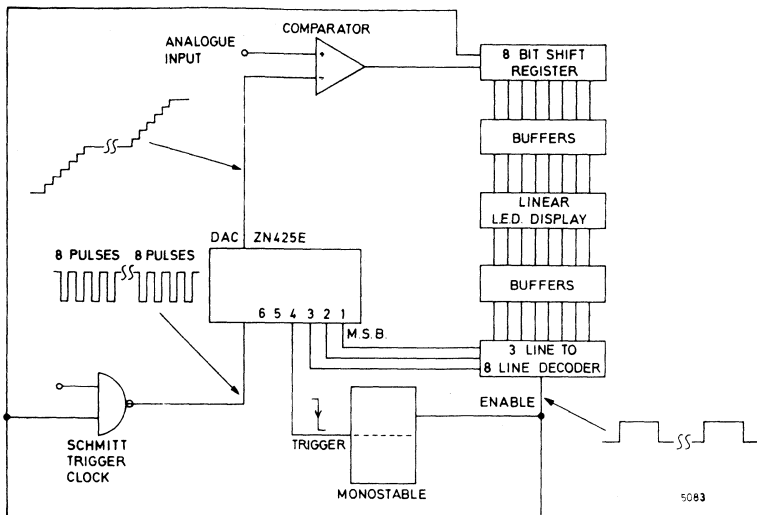 COMPARATOR
ANALOGUE
INPUT
+
−
8 BIT SHIFT
REGISTER
BUFFERS
LINEAR
L.E.D. DISPLAY
DAC ZN425E
8 PULSES 8 PULSES
BUFFERS
6 5 4 3 2 1
M.S.B.
3 LINE TO
8 LINE DECODER
ENABLE
TRIGGER
SCHMITT
TRIGGER
CLOCK
MONOSTABLE
5083